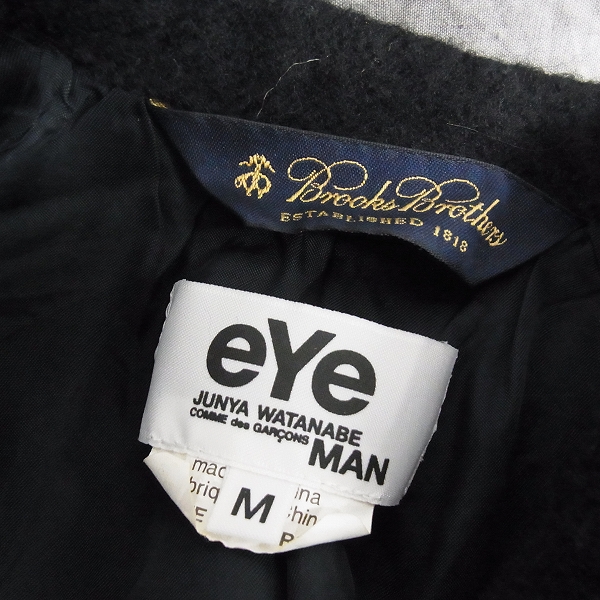 Brooks Brothers
ESTABLISHED 1818
eYe
JUNYA WATANABE
COMME des GARÇONS
MAN
M